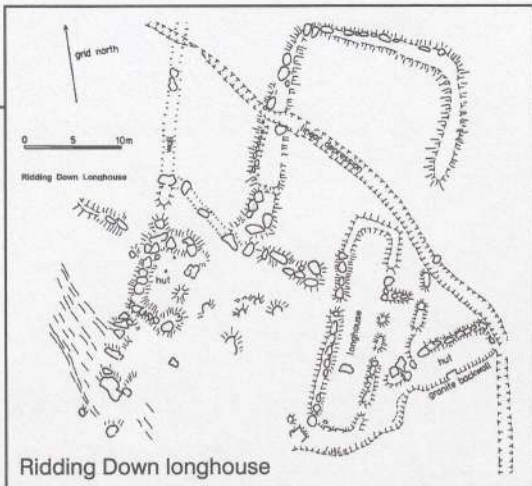 grid north
0 5 10m
Ridding Down Longhouse
hut
longhouse
hut
granite backwall
Ridding Down longhouse